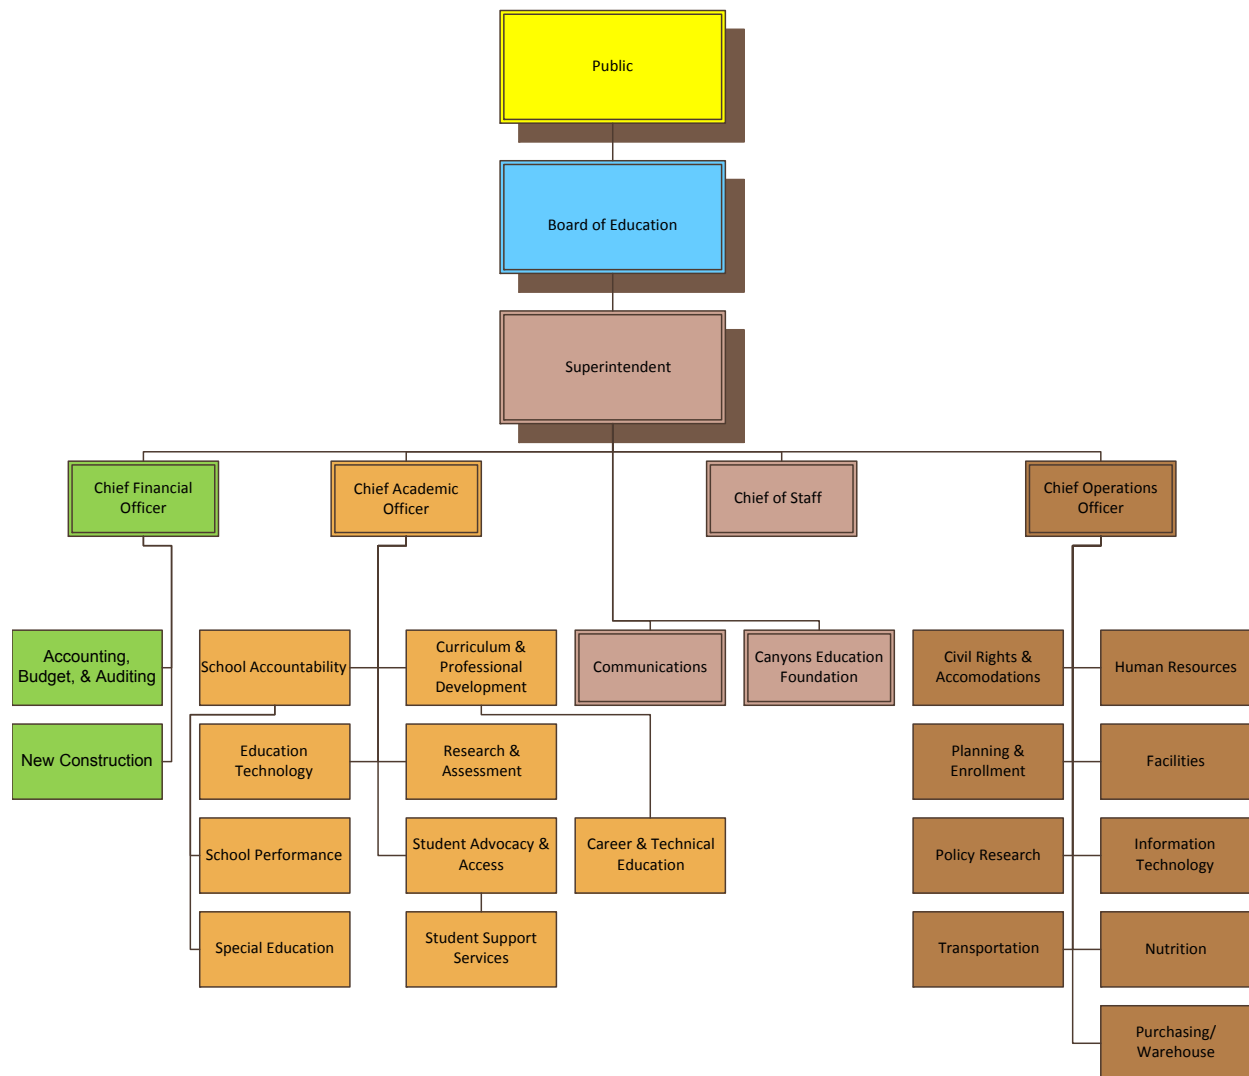 Public
Board of Education
Superintendent
Chief Financial
Officer
Chief Academic
Officer
Chief of Staff
Chief Operations
Officer
Accounting,
Budget, & Auditing
School Accountability
Curriculum &
Professional
Development
Communications
Canyons Education
Foundation
Civil Rights &
Accomodations
Human Resources
New Construction
Education
Technology
Research &
Assessment
Planning &
Enrollment
Facilities
School Performance
Student Advocacy &
Access
Career & Technical
Education
Policy Research
Information
Technology
Special Education
Student Support
Services
Transportation
Nutrition
Purchasing/
Warehouse